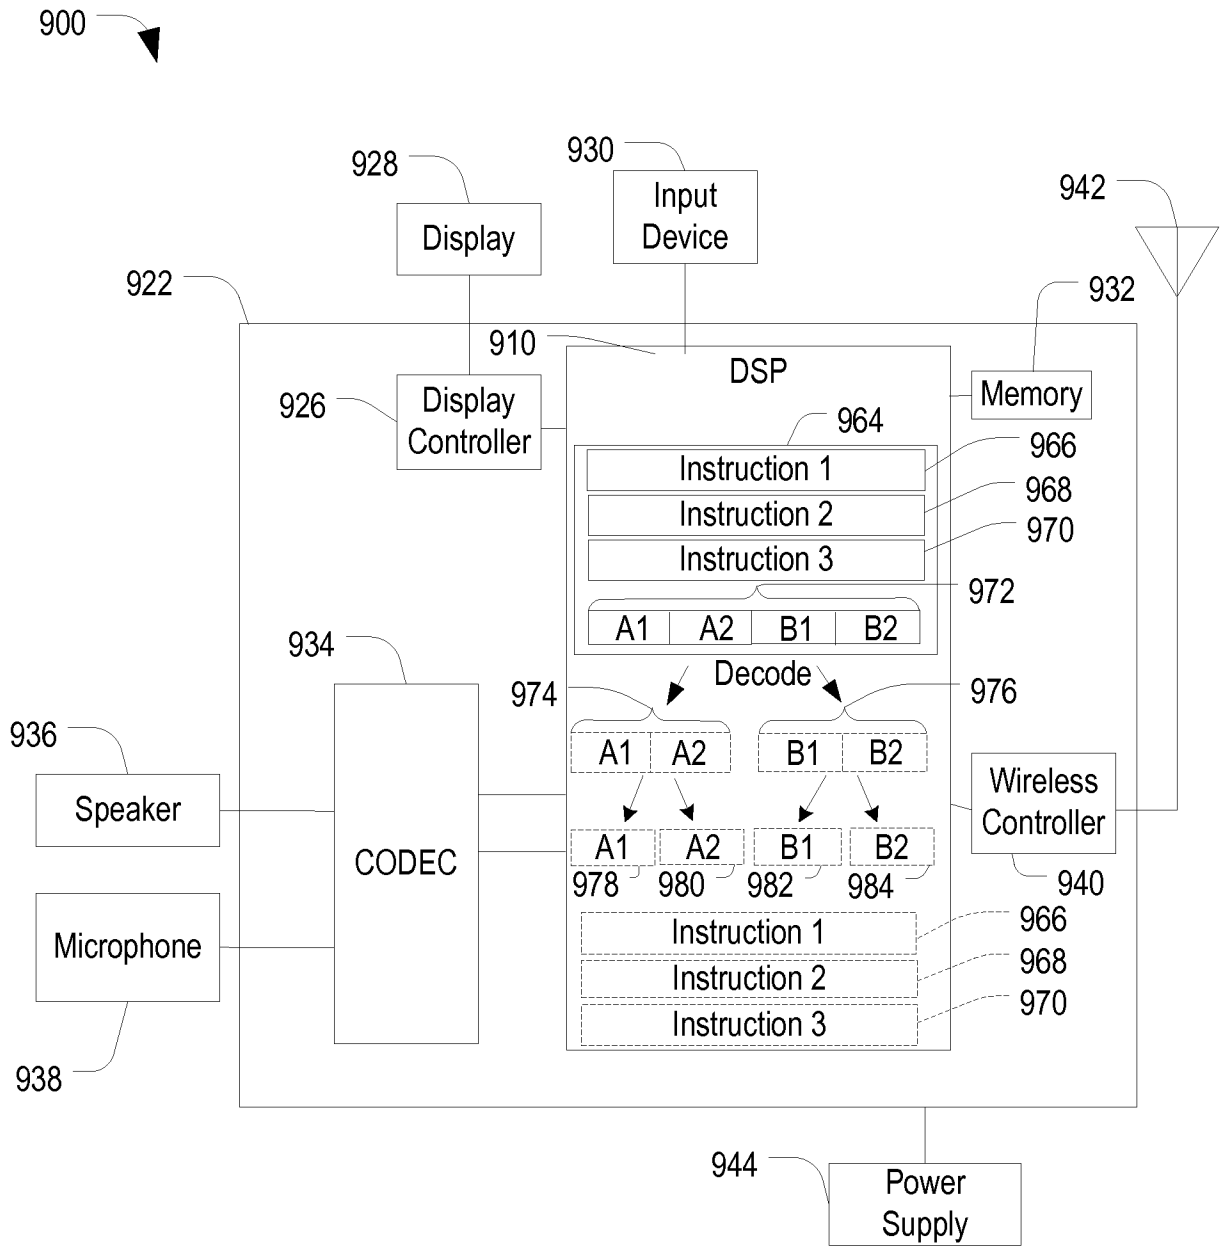 900
930
928
942
Input
Device
Display
922
932
910
DSP
926
Display
Controller
Memory
964
966
Instruction 1
968
Instruction 2
970
Instruction 3
972
A1 A2 B1 B2
934
Decode
974
976
936
A1 A2 B1 B2
Speaker
Wireless
Controller
CODEC
A1 A2 B1 B2
978 980 982 984
940
966
Instruction 1
Microphone
968
Instruction 2
970
Instruction 3
938
944
Power
Supply